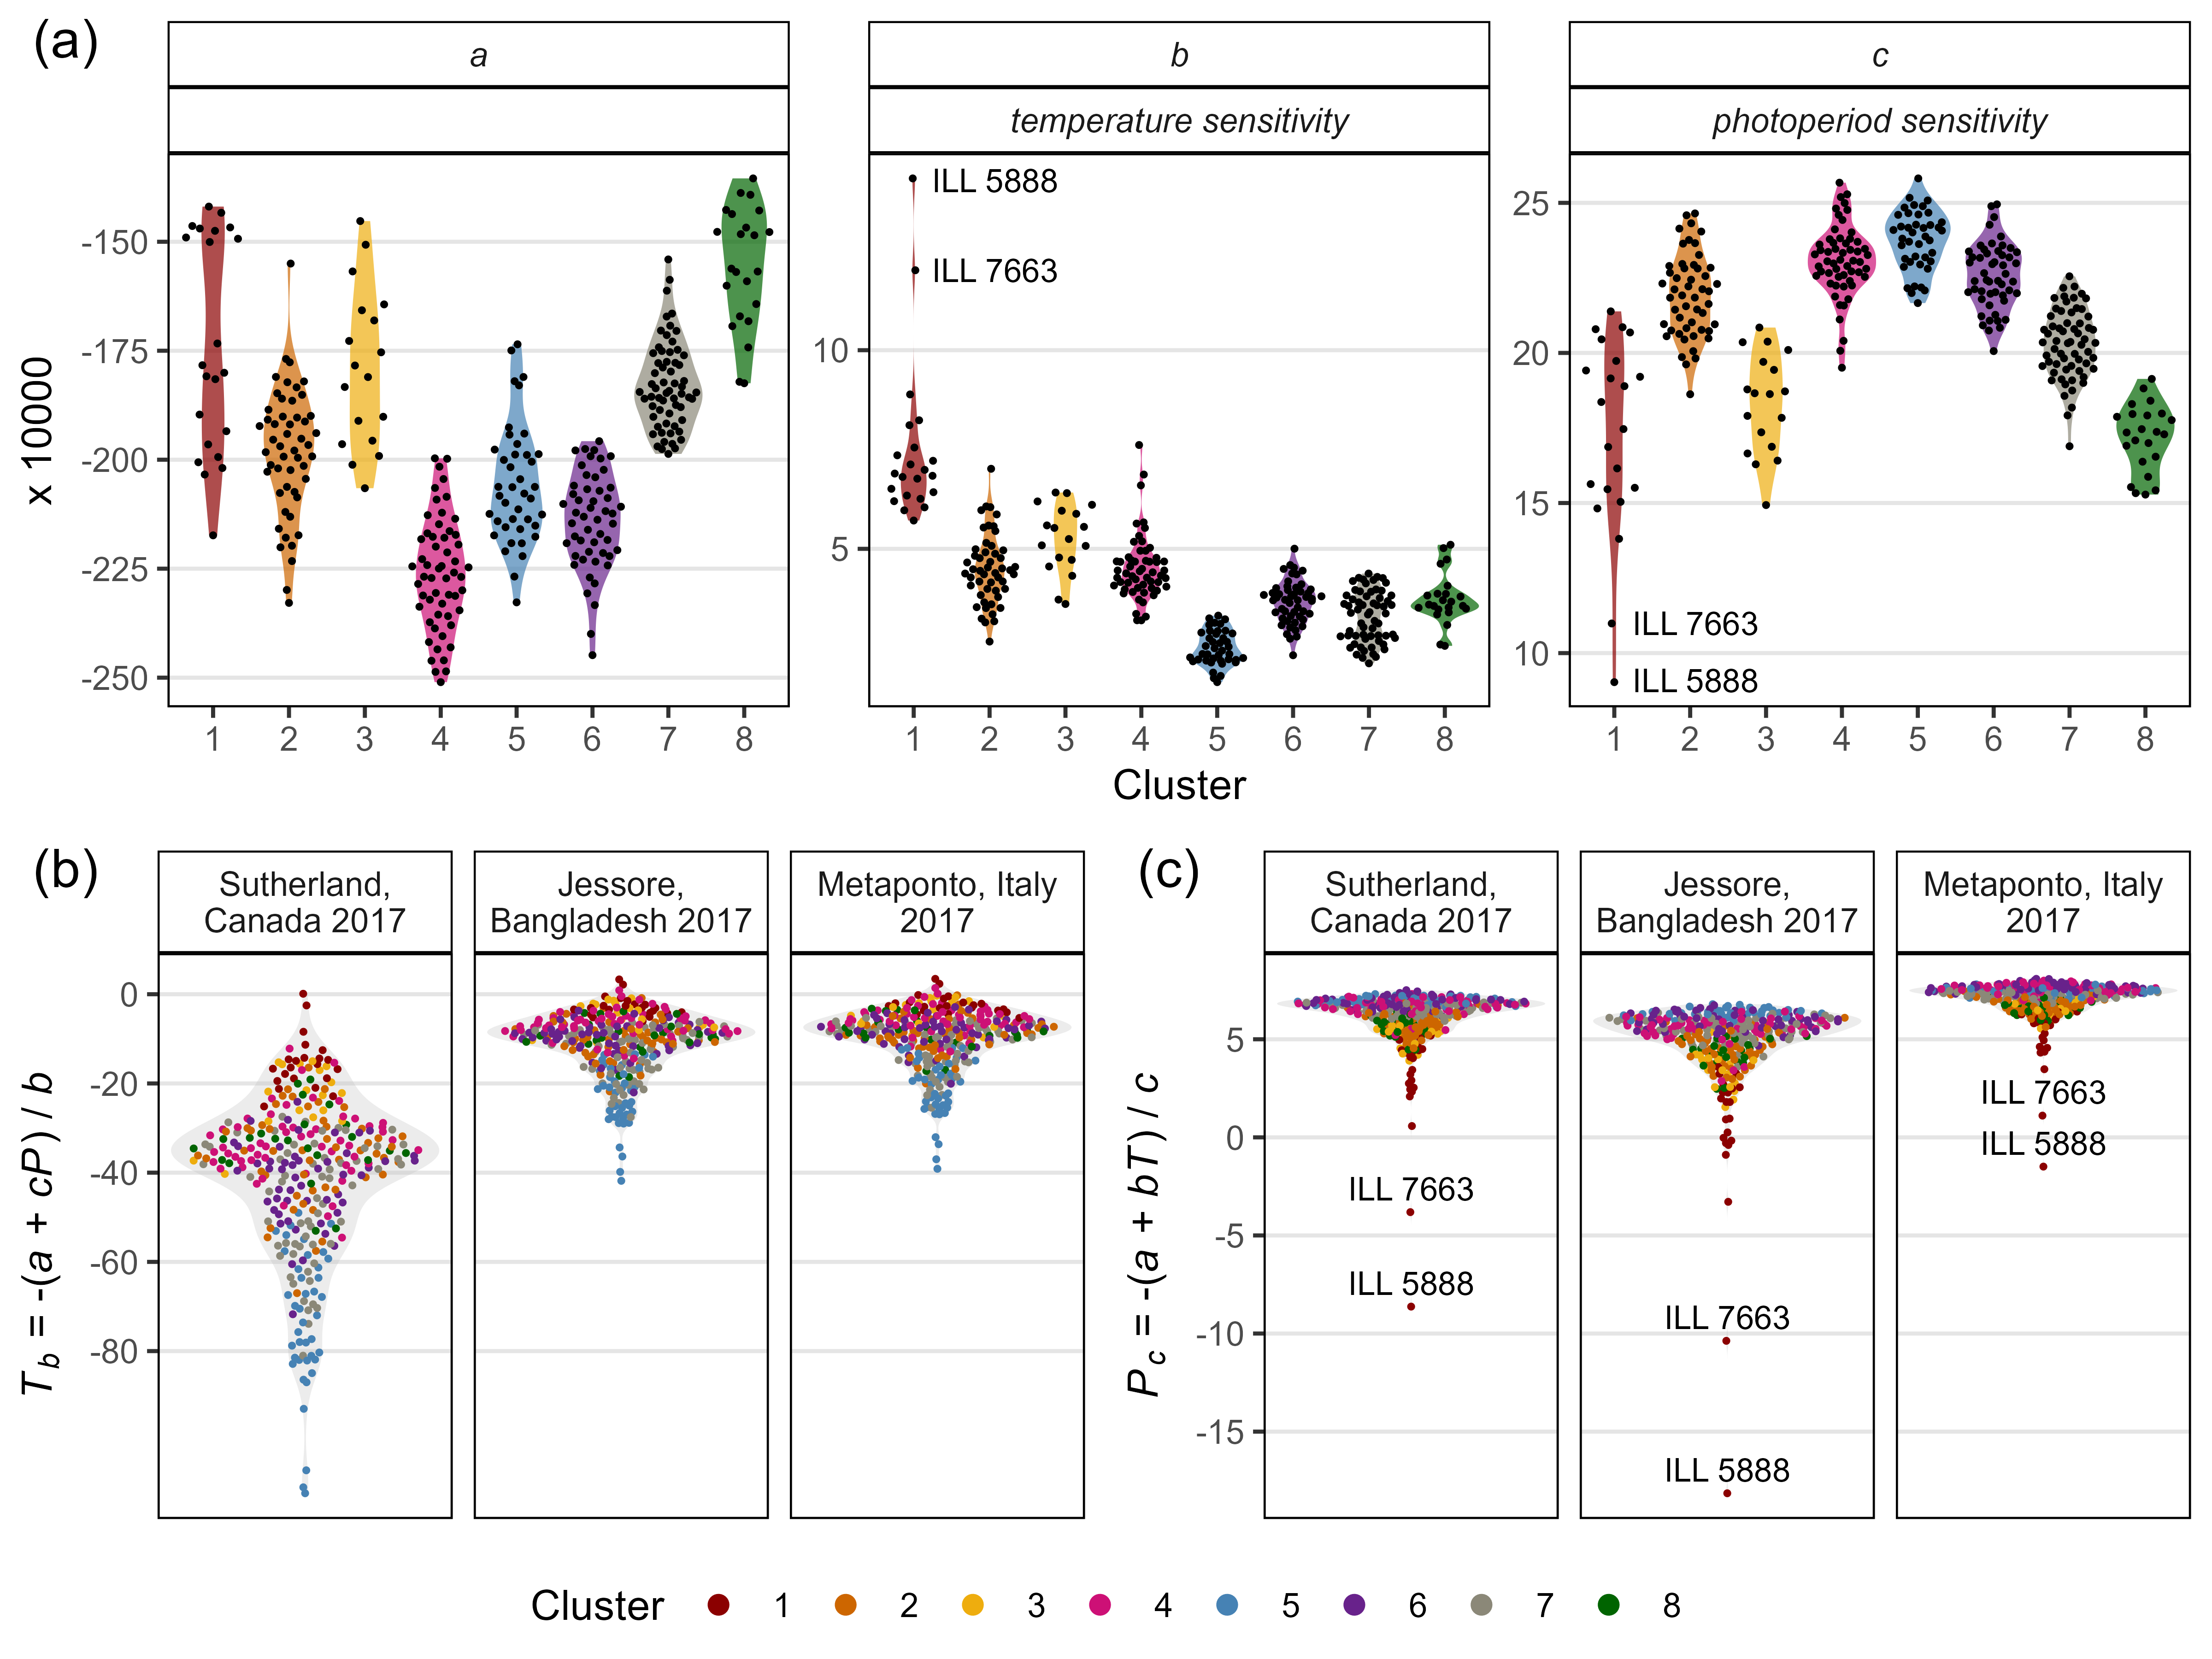 (a)
a
b
c
temperature sensitivity
photoperiod sensitivity
x 10000
-150
-175
-200
-225
-250
1 2 3 4 5 6 7 8
10
5
ILL 5888
ILL 7663
1 2 3 4 5 6 7 8
25
20
15
10
ILL 7663
ILL 5888
1 2 3 4 5 6 7 8
Cluster
(b)
Sutherland,
Canada 2017
Jessore,
Bangladesh 2017
Metaponto, Italy
2017
T_b = -(a + cP) / b
0
-20
-40
-60
-80
(c)
Sutherland,
Canada 2017
Jessore,
Bangladesh 2017
Metaponto, Italy
2017
P_c = -(a + bT) / c
5
0
-5
-10
-15
ILL 7663
ILL 5888
ILL 7663
ILL 5888
ILL 7663
ILL 5888
Cluster 1 2 3 4 5 6 7 8